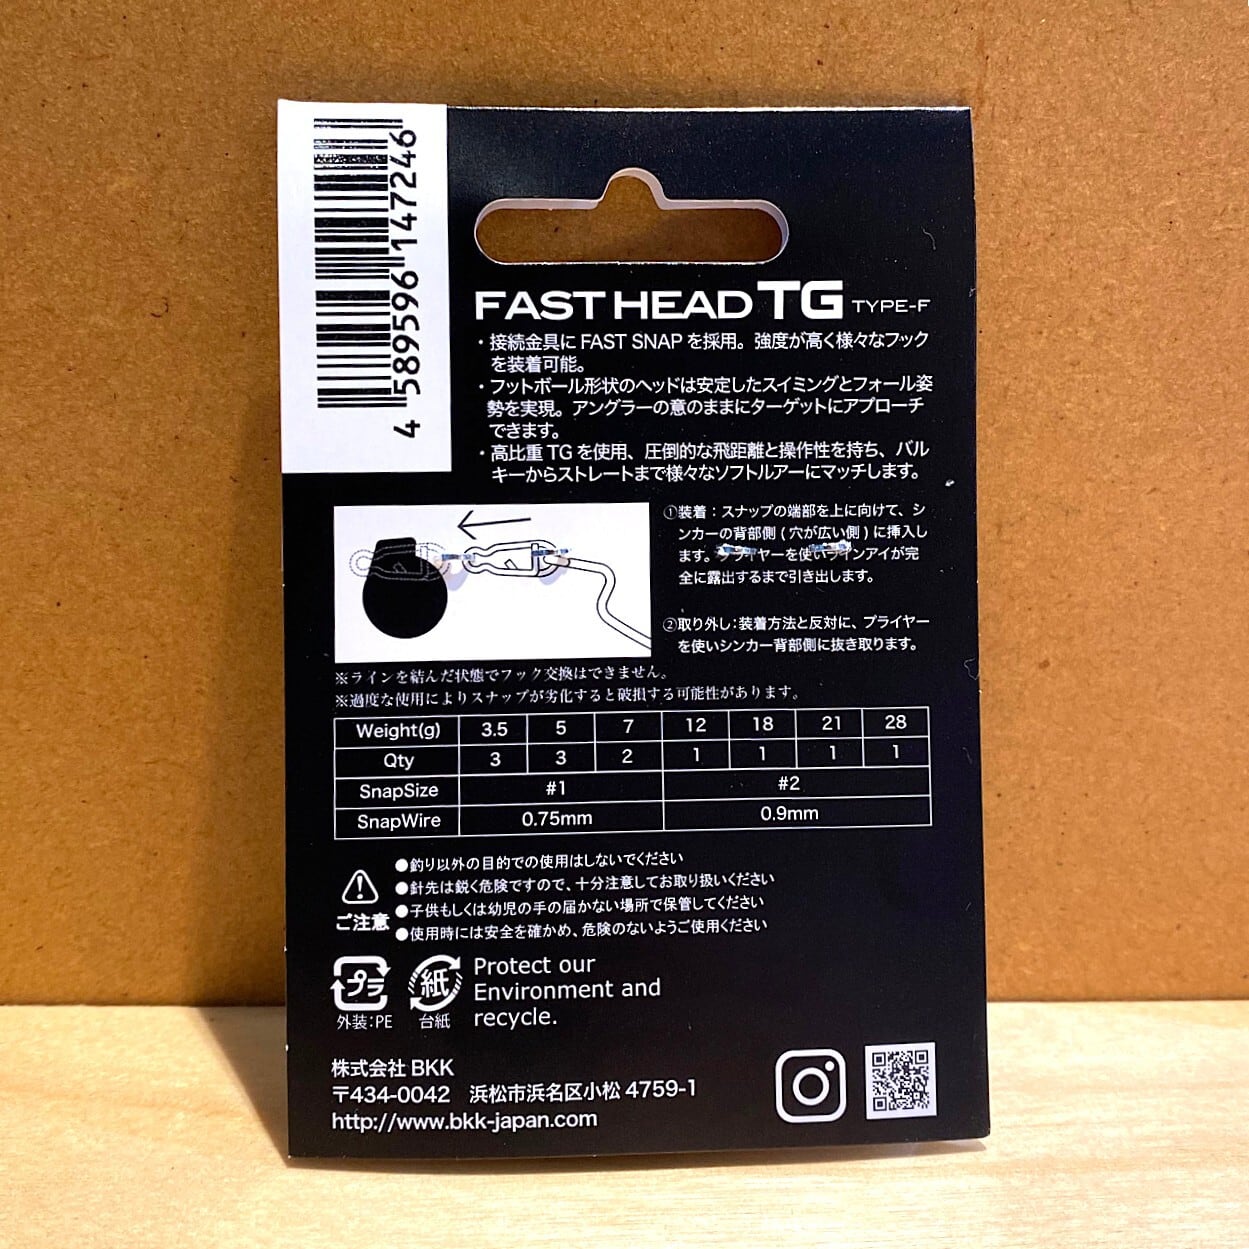 4 589596 147246
FAST HEAD TG TYPE-F
・接続金具に FAST SNAP を採用。強度が高く様々なフック
を装着可能。
・フットボール形状のヘッドは安定したスイミングとフォール姿
勢を実現。アングラーの意のままにターゲットにアプローチ
できます。
・高比重 TG を使用、圧倒的な飛距離と操作性を持ち、バル
キーからストレートまで様々なソフトルアーにマッチします。
①装着：スナップの端部を上に向けて、シ
ンカーの背部側 ( 穴が広い側 ) に挿入し
ます。プライヤーを使いラインアイが完
全に露出するまで引き出します。
②取り外し：装着方法と反対に、プライヤー
を使いシンカー背部側に抜き取ります。
※ラインを結んだ状態でフック交換はできません。
※過度な使用によりスナップが劣化すると破損する可能性があります。
Weight(g) 3.5 5 7 12 18 21 28
Qty 3 3 2 1 1 1 1
SnapSize #1 #2
SnapWire 0.75mm 0.9mm
ご注意
●釣り以外の目的での使用はしないでください
●針先は鋭く危険ですので、十分注意してお取り扱いください
●子供もしくは幼児の手の届かない場所で保管してください
●使用時には安全を確かめ、危険のないようご使用ください
プラ
外装：PE
紙
台紙
Protect our
Environment and
recycle.
株式会社 BKK
〒434-0042 浜松市浜名区小松 4759-1
http://www.bkk-japan.com